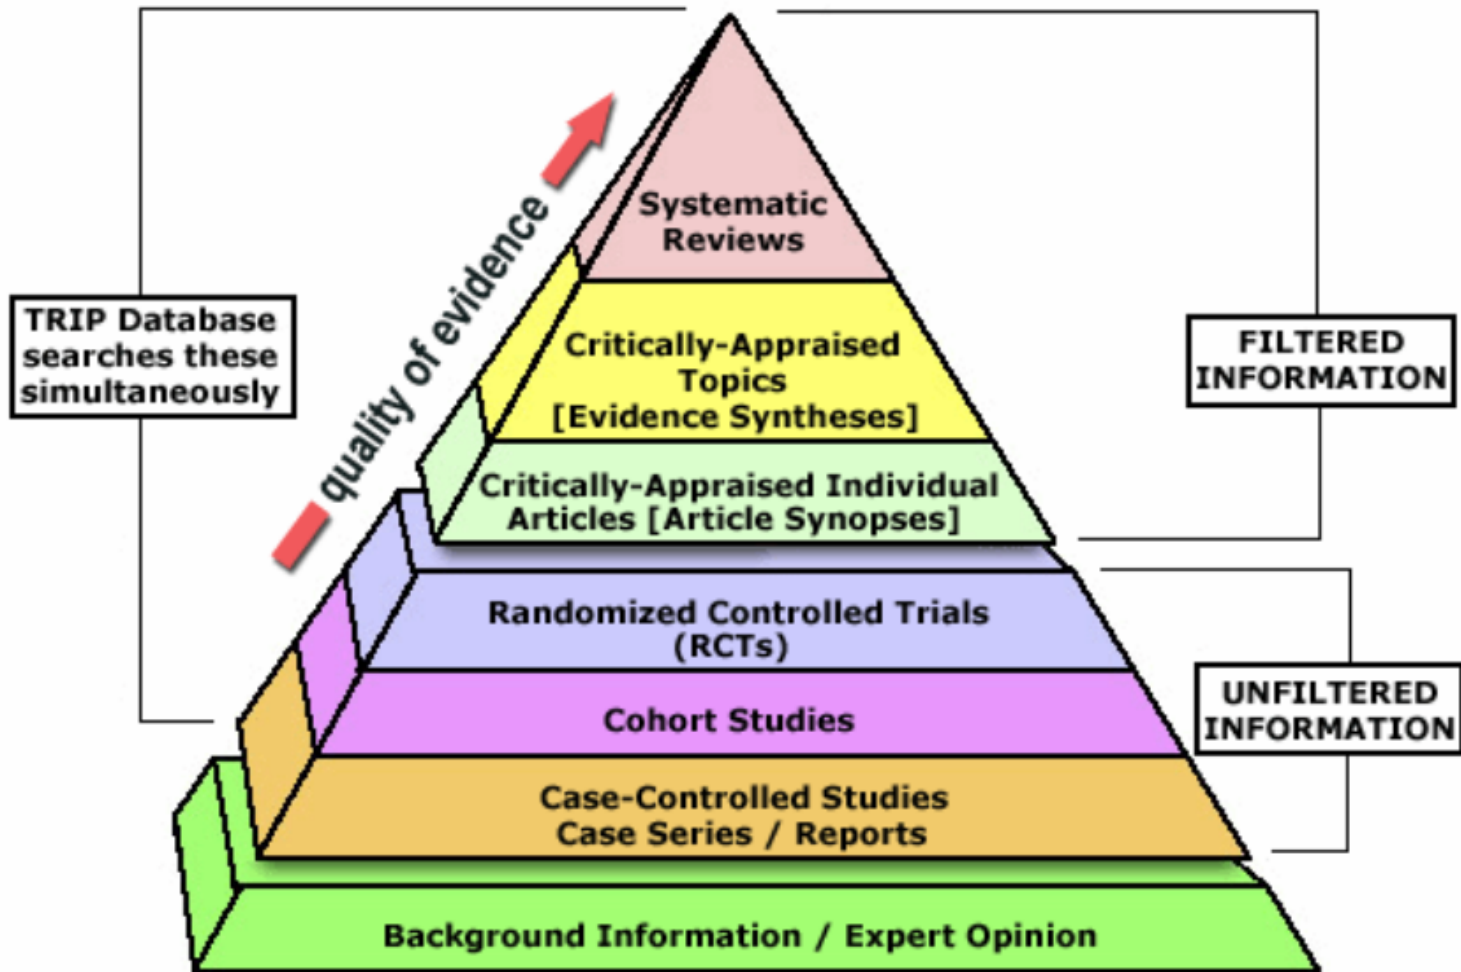 Systematic
Reviews
quality of evidence
TRIP Database
searches these
simultaneously
FILTERED
INFORMATION
Critically-Appraised
Topics
[Evidence Syntheses]
Critically-Appraised Individual
Articles [Article Synopses]
Randomized Controlled Trials
(RCTs)
UNFILTERED
INFORMATION
Cohort Studies
Case-Controlled Studies
Case Series / Reports
Background Information / Expert Opinion